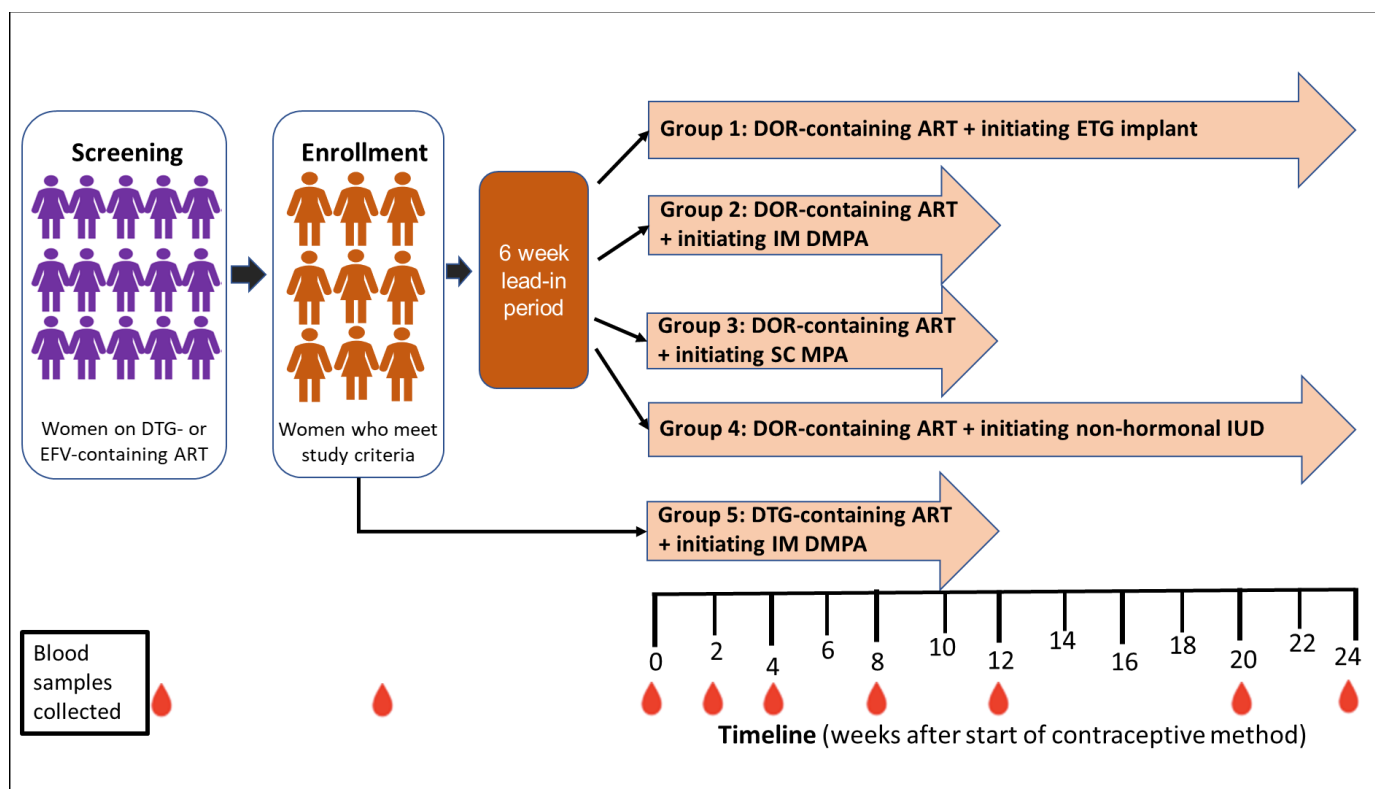 Screening
Women on DTG- or
EFV-containing ART
Enrollment
Women who meet
study criteria
6 week
lead-in
period
Group 1: DOR-containing ART + initiating ETG implant
Group 2: DOR-containing ART
+ initiating IM DMPA
Group 3: DOR-containing ART
+ initiating SC MPA
Group 4: DOR-containing ART + initiating non-hormonal IUD
Group 5: DTG-containing ART
+ initiating IM DMPA
0 2 4 6 8 10 12 14 16 18 20 22 24
Blood
samples
collected
Timeline (weeks after start of contraceptive method)